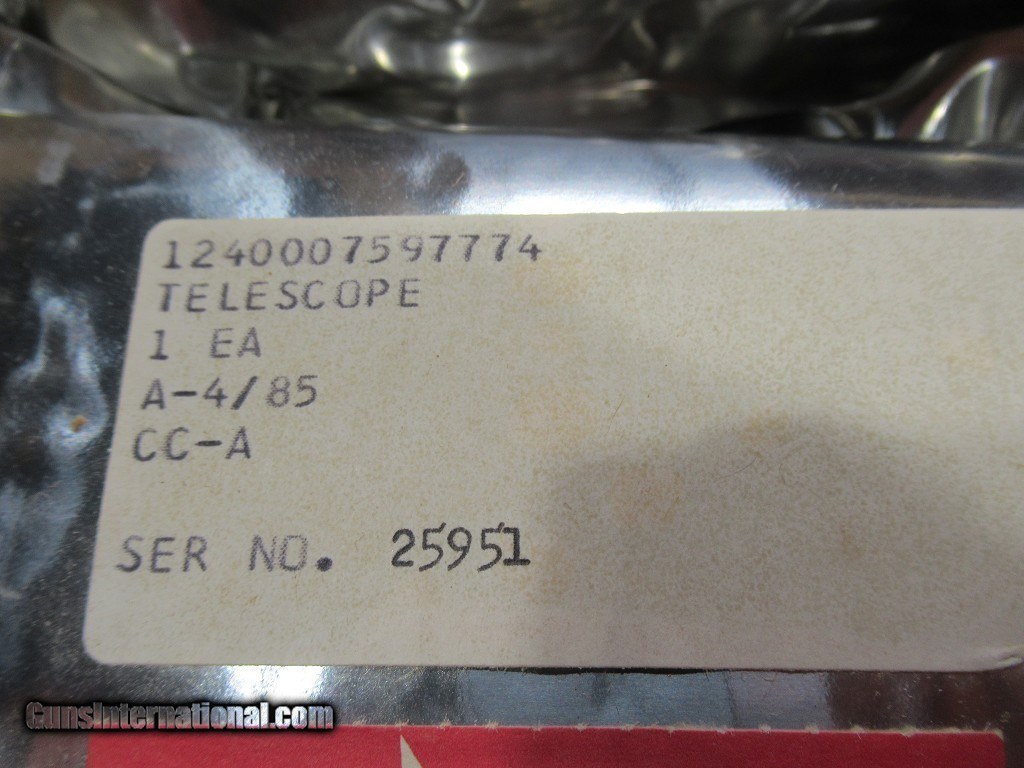 1240007597774
TELESCOPE
1 EA
A-4/85
CC-A
SER NO. 25951
GunsInternational.com